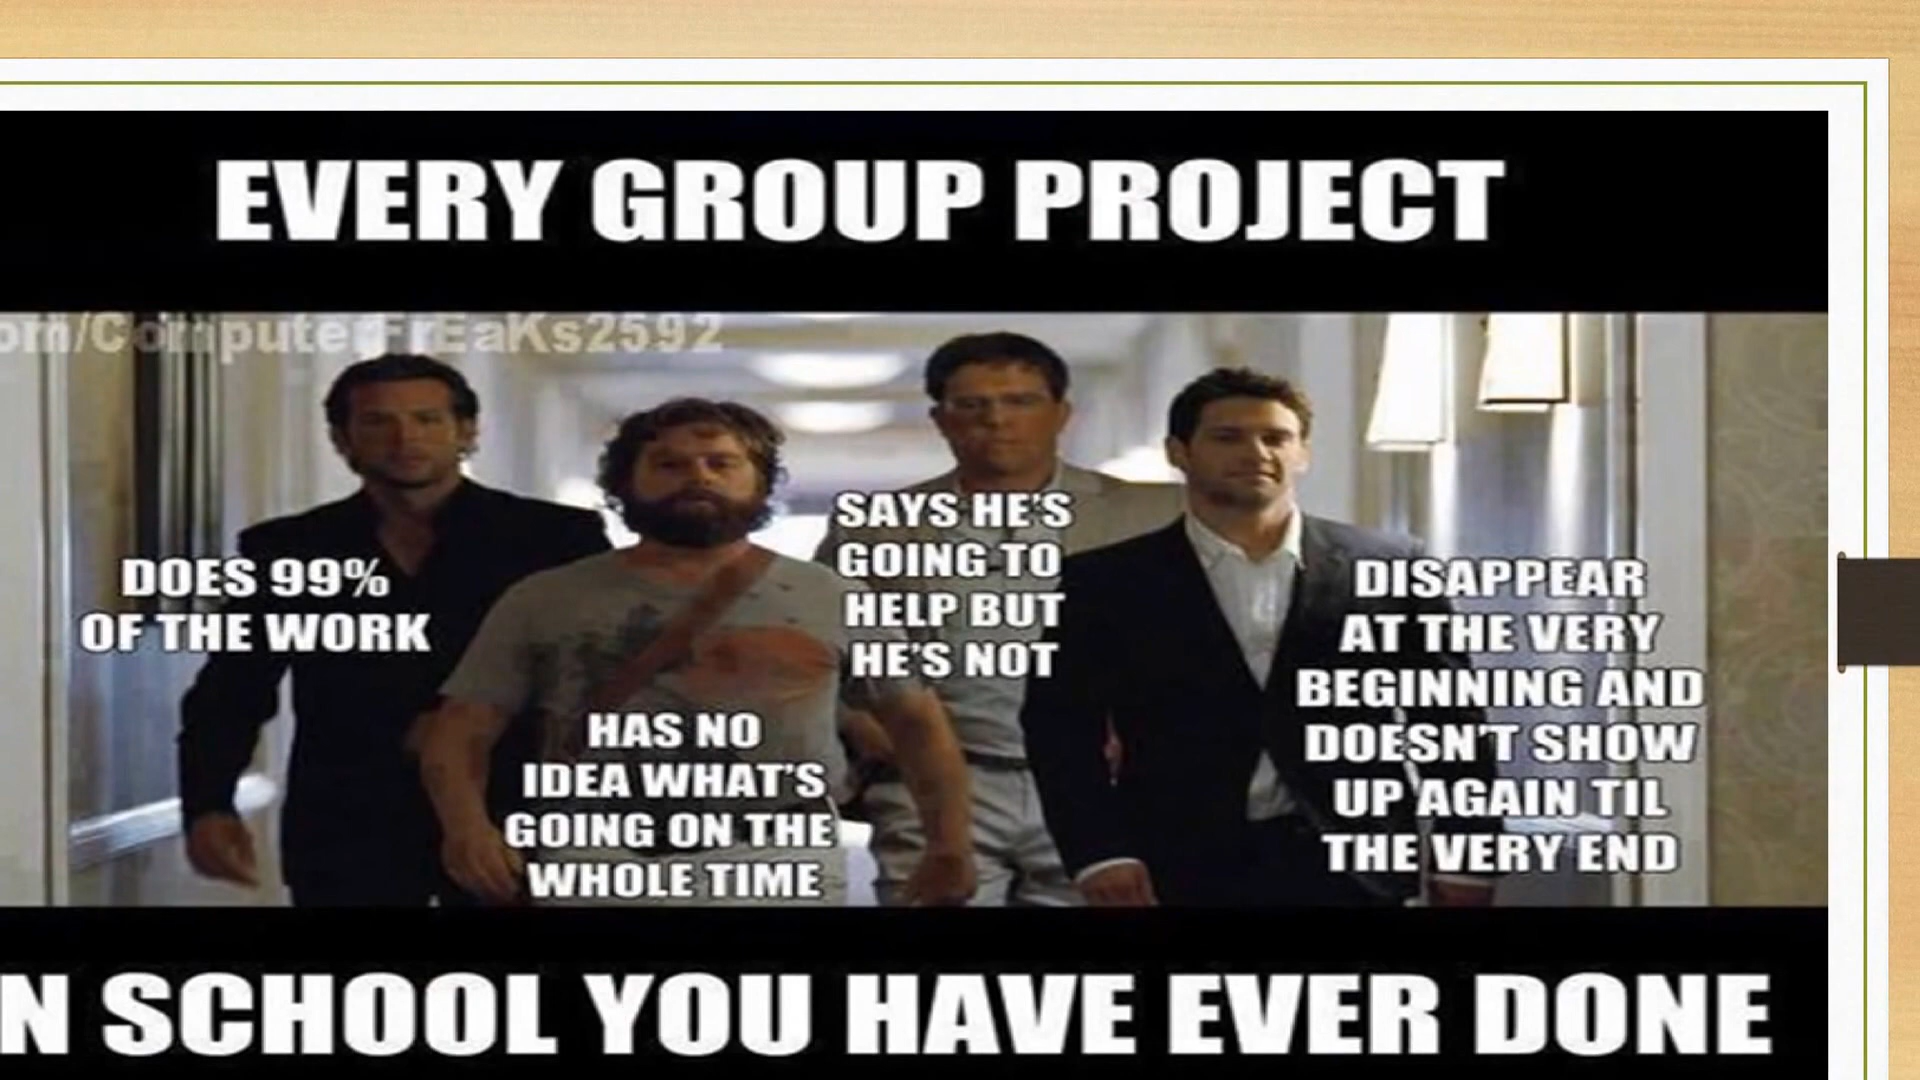 EVERY GROUP PROJECT
om/ComputerFrEaKs2592
DOES 99%
OF THE WORK
HAS NO
IDEA WHAT'S
GOING ON THE
WHOLE TIME
SAYS HE'S
GOING TO
HELP BUT
HE'S NOT
DISAPPEAR
AT THE VERY
BEGINNING AND
DOESN'T SHOW
UP AGAIN TIL
THE VERY END
N SCHOOL YOU HAVE EVER DONE